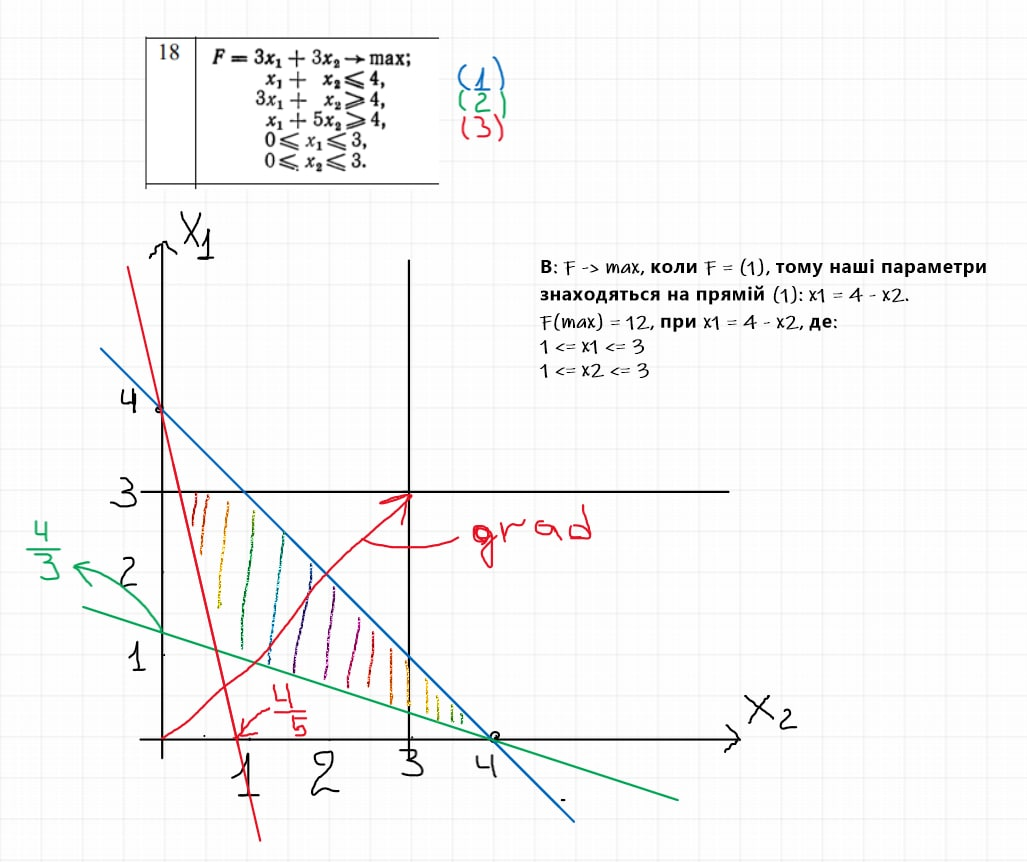 18
F = 3x₁ + 3x₂ → max;
x₁ + x₂ ⩽ 4,
3x₁ + x₂ ⩾ 4,
x₁ + 5x₂ ⩾ 4,
0 ⩽ x₁ ⩽ 3,
0 ⩽ x₂ ⩽ 3.
(1)
(2)
(3)
X1
В: F -> max, коли F = (1), тому наші параметри
знаходяться на прямій (1): x1 = 4 - x2.
F(max) = 12, при x1 = 4 - x2, де:
1 <= x1 <= 3
1 <= x2 <= 3
4
3
grad
4/3
2
1
4/5
X2
1
2
3
4